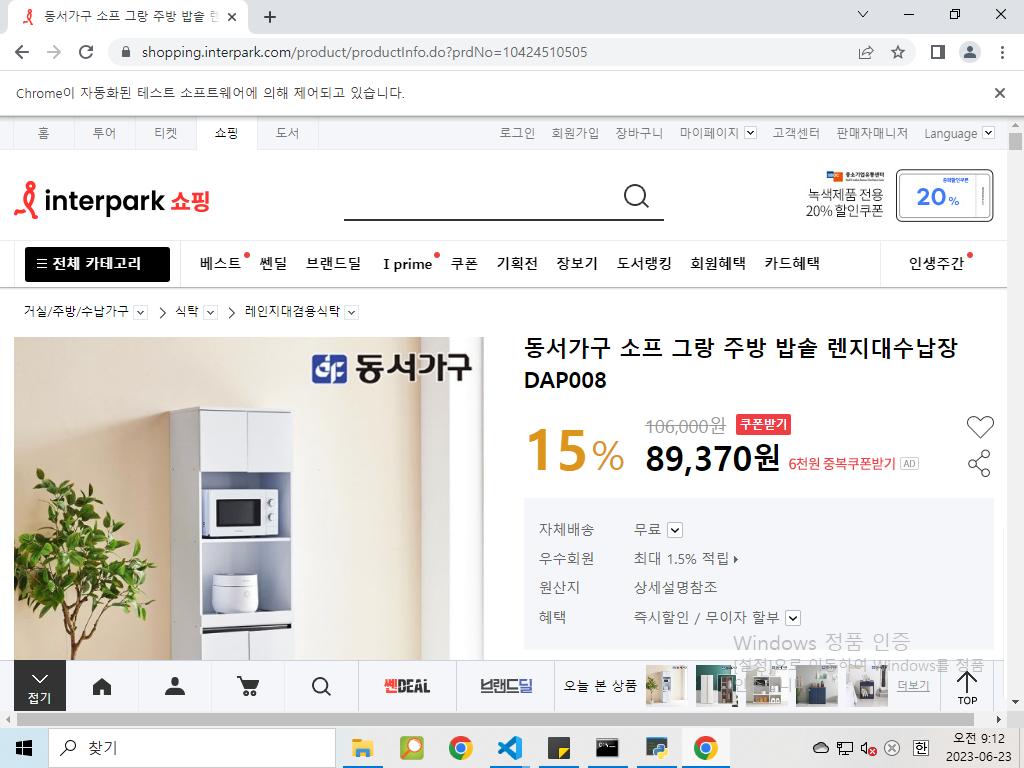 동서가구 소프 그랑 주방 밥솥 렌
shopping.interpark.com/product/productInfo.do?prdNo=10424510505
Chrome이 자동화된 테스트 소프트웨어에 의해 제어되고 있습니다.
홈 투어 티켓 쇼핑 도서 로그인 회원가입 장바구니 마이페이지 고객센터 판매자매니저 Language
interpark 쇼핑
중소기업유통센터
녹색제품 전용
20% 할인쿠폰
중복할인쿠폰
20%
전체 카테고리 베스트 쎈딜 브랜드딜 I prime 쿠폰 기획전 장보기 도서랭킹 회원혜택 카드혜택 인생주간
거실/주방/수납가구 식탁 레인지대겸용식탁
동서가구
동서가구 소프 그랑 주방 밥솥 렌지대수납장
DAP008
15%
106,000원 쿠폰받기
89,370원 6천원 중복쿠폰받기 AD
자체배송 무료
우수회원 최대 1.5% 적립
원산지 상세설명참조
혜택 즉시할인 / 무이자 할부
Windows 정품 인증
[설정]으로 이동하여 Windows를 정품
접기
쎈DEAL
브랜드딜
오늘 본 상품
더보기
TOP
찾기
한
오전 9:12
2023-06-23